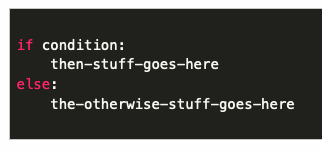 if condition:
    then-stuff-goes-here
else:
    the-otherwise-stuff-goes-here